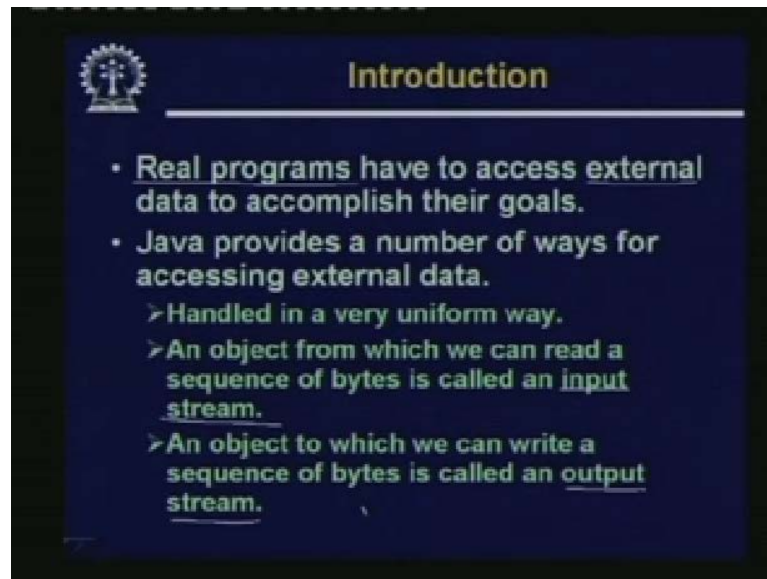 Introduction
• Real programs have to access external
data to accomplish their goals.
• Java provides a number of ways for
accessing external data.
➢Handled in a very uniform way.
➢An object from which we can read a
sequence of bytes is called an input
stream.
➢An object to which we can write a
sequence of bytes is called an output
stream.